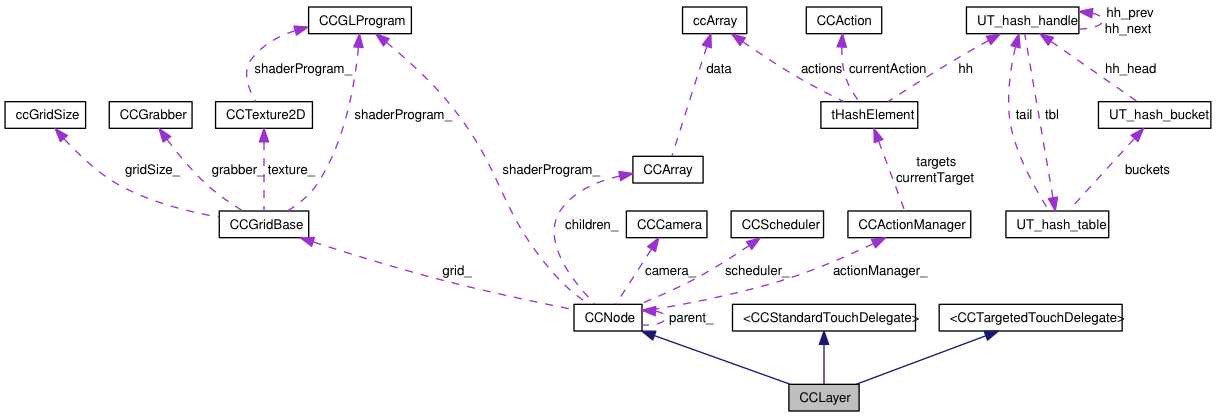 CCGLProgram
ccArray
CCAction
UT_hash_handle
hh_prev
hh_next
shaderProgram_
data
actions
currentAction
hh
hh_head
ccGridSize
CCGrabber
CCTexture2D
shaderProgram_
tHashElement
tail
tbl
UT_hash_bucket
gridSize_
grabber_
texture_
shaderProgram_
CCArray
targets
currentTarget
buckets
CCGridBase
children_
CCCamera
CCScheduler
CCActionManager
UT_hash_table
grid_
camera_
scheduler_
actionManager_
CCNode
parent_
<CCStandardTouchDelegate>
<CCTargetedTouchDelegate>
CCLayer